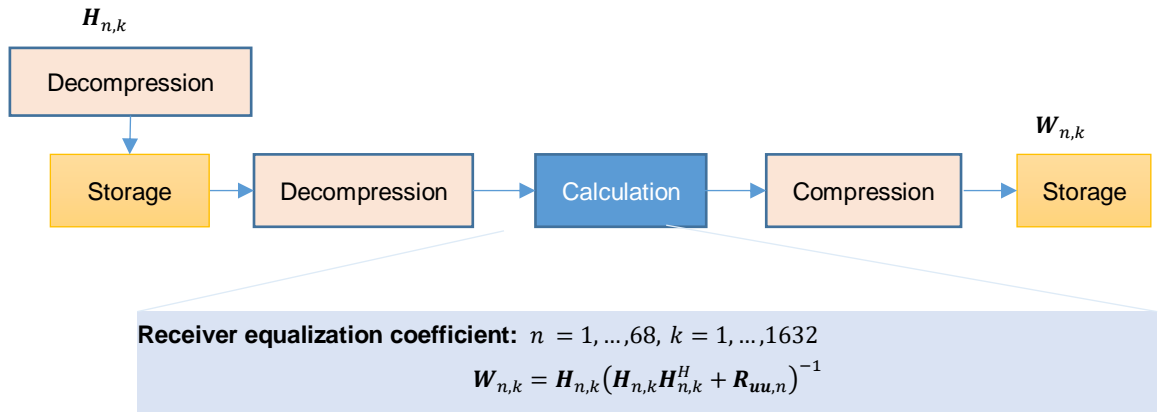 H_{n,k}
Decompression
W_{n,k}
Storage
Decompression
Calculation
Compression
Storage
Receiver equalization coefficient: n = 1, …,68, k = 1, …,1632
W_{n,k} = H_{n,k}(H_{n,k}H_{n,k}^H + R_{uu,n})^{-1}